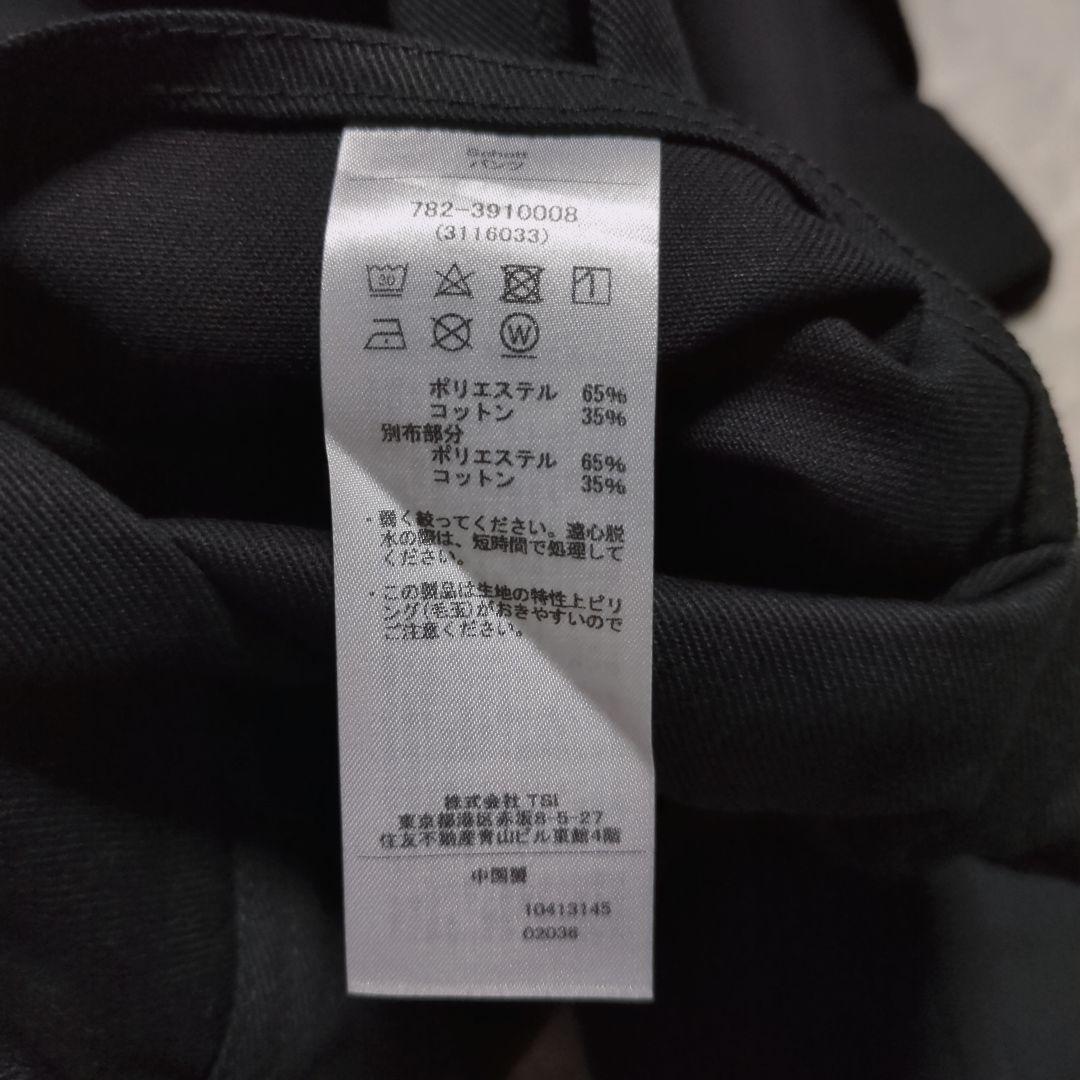 Schott
パンツ
782-3910008
(3116033)
30
W
ポリエステル 65%
コットン 35%
別布部分
ポリエステル 65%
コットン 35%
・弱く絞ってください。遠心脱
水の際は、短時間で処理して
ください。
・この製品は生地の特性上ピリ
ング(毛玉)がおきやすいので
ご注意ください。
株式会社 TSI
東京都港区赤坂8-5-27
住友不動産青山ビル東館4階
中国製
10413145
02036